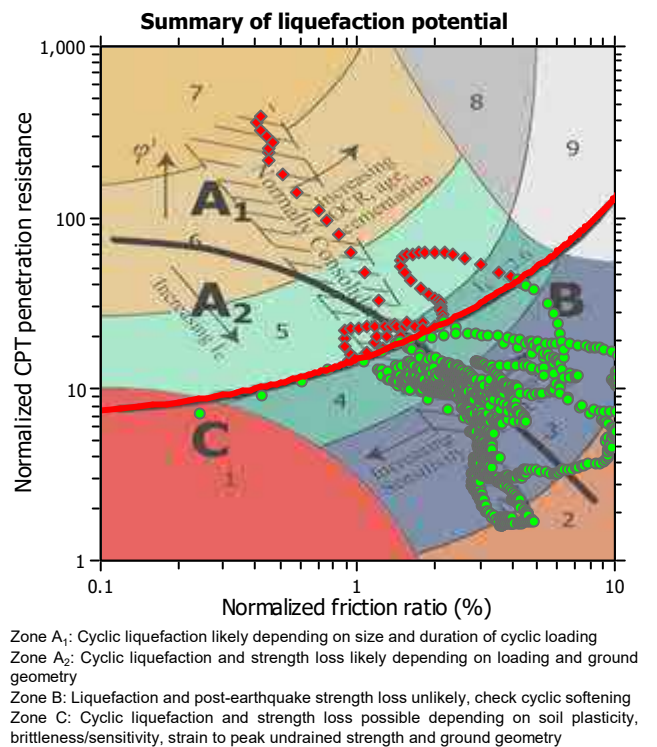 Summary of liquefaction potential
1,000
100
10
1
Normalized CPT penetration resistance
7
8
9
φ'
A1
Increasing
OCR, age,
cementation
Normally Consoli
6
A2
Increasing
5
B
4
C
Increasing
sensitivity
3
1
2
0.1
1
10
Normalized friction ratio (%)
Zone A1: Cyclic liquefaction likely depending on size and duration of cyclic loading
Zone A2: Cyclic liquefaction and strength loss likely depending on loading and ground
geometry
Zone B: Liquefaction and post-earthquake strength loss unlikely, check cyclic softening
Zone C: Cyclic liquefaction and strength loss possible depending on soil plasticity,
brittleness/sensitivity, strain to peak undrained strength and ground geometry